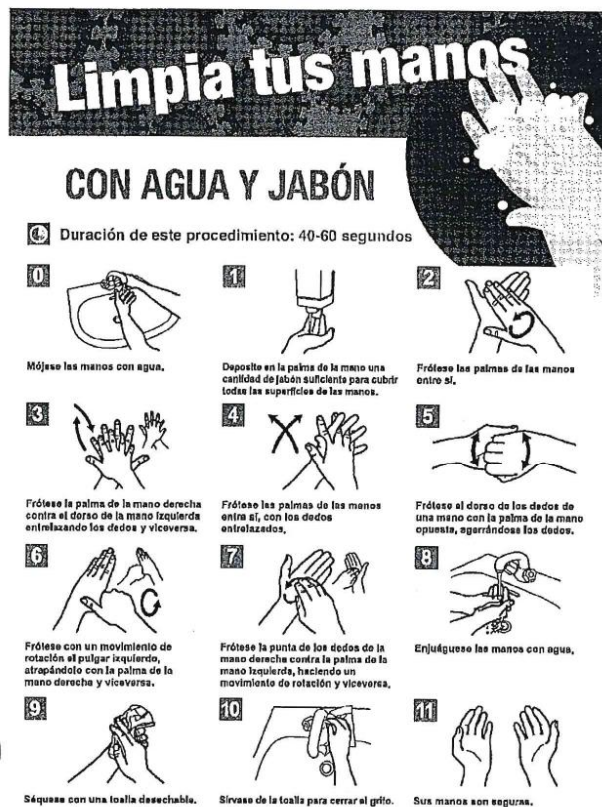 Limpia tus manos
CON AGUA Y JABÓN
Duración de este procedimiento: 40-60 segundos
0
Mójese las manos con agua.
1
Deposite en la palma de la mano una
cantidad de jabón suficiente para cubrir
todas las superficies de las manos.
2
Frótese las palmas de las manos
entre sí.
3
Frótese la palma de la mano derecha
contra el dorso de la mano izquierda
entrelazando los dedos y viceversa.
4
Frótese las palmas de las manos
entre sí, con los dedos
entrelazados.
5
Frótese el dorso de los dedos de
una mano con la palma de la mano
opuesta, agarrándose los dedos.
6
Frótese con un movimiento de
rotación el pulgar izquierdo,
atrapándolo con la palma de la
mano derecha y viceversa.
7
Frótese la punta de los dedos de la
mano derecha contra la palma de la
mano izquierda, haciendo un
movimiento de rotación y viceversa.
8
Enjuáguese las manos con agua.
9
Séquese con una toalla desechable.
10
Sírvase de la toalla para cerrar el grifo.
11
Sus manos son seguras.